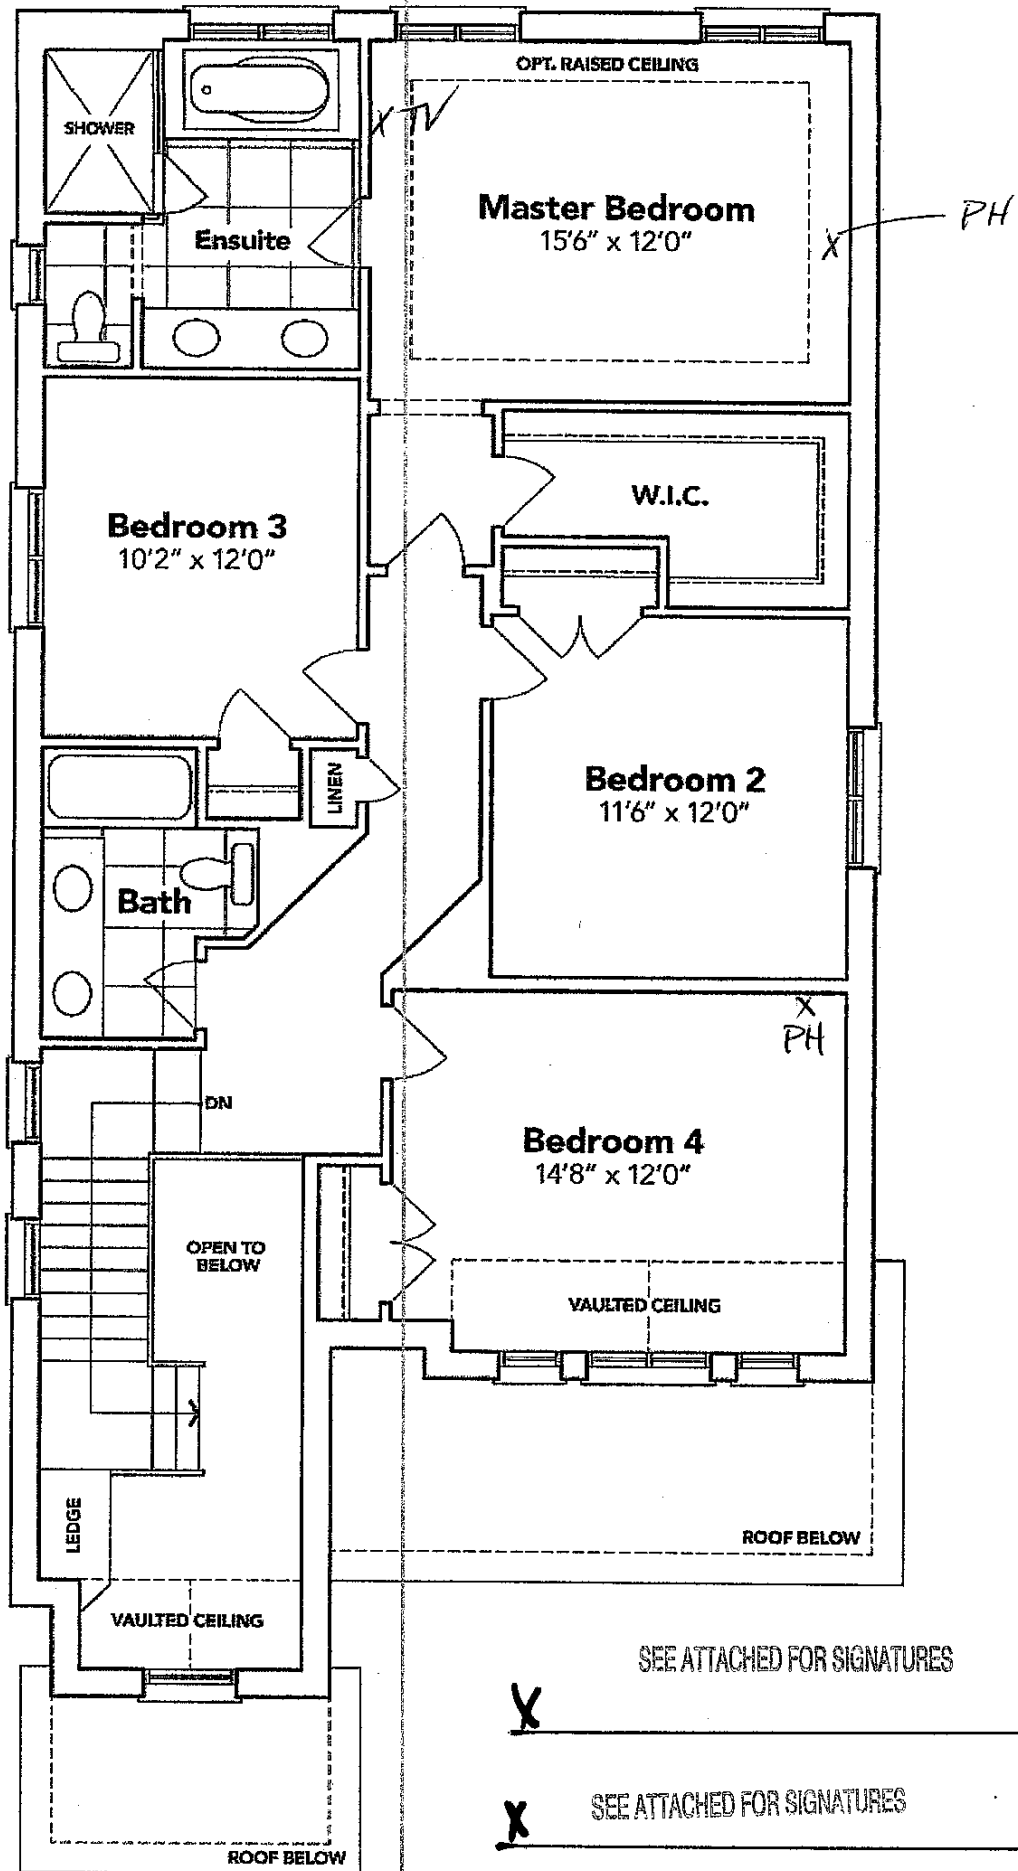 OPT. RAISED CEILING
X TV
SHOWER
Master Bedroom
15'6" x 12'0"
X
PH
Ensuite
W.I.C.
Bedroom 3
10'2" x 12'0"
LINEN
Bedroom 2
11'6" x 12'0"
Bath
X
PH
DN
Bedroom 4
14'8" x 12'0"
OPEN TO
BELOW
VAULTED CEILING
LEDGE
ROOF BELOW
VAULTED CEILING
SEE ATTACHED FOR SIGNATURES
X
SEE ATTACHED FOR SIGNATURES
X
ROOF BELOW